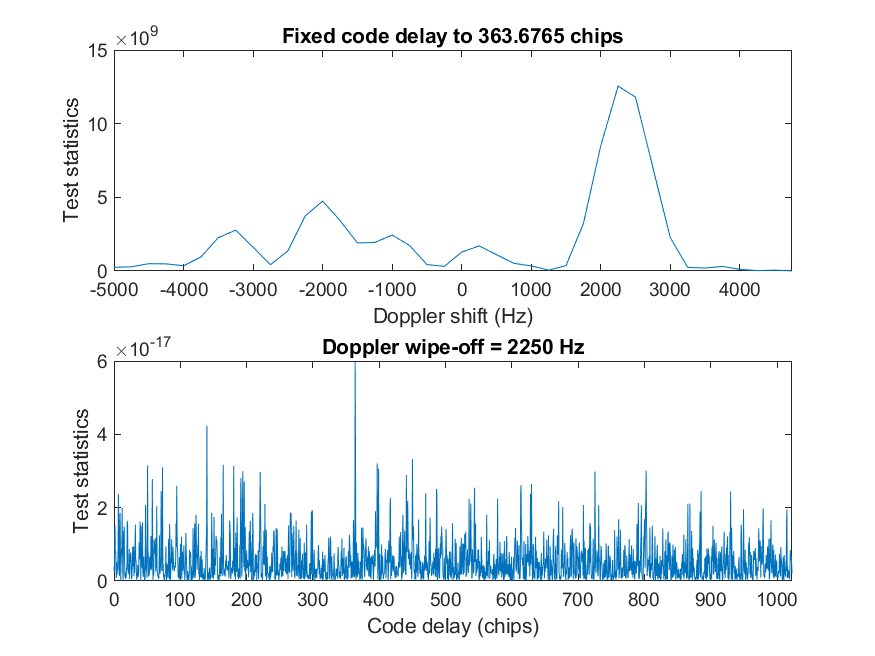 ×10^9
Fixed code delay to 363.6765 chips
15
10
5
0
Test statistics
-5000 -4000 -3000 -2000 -1000 0 1000 2000 3000 4000
Doppler shift (Hz)
×10^-17
Doppler wipe-off = 2250 Hz
6
4
2
0
Test statistics
0 100 200 300 400 500 600 700 800 900 1000
Code delay (chips)